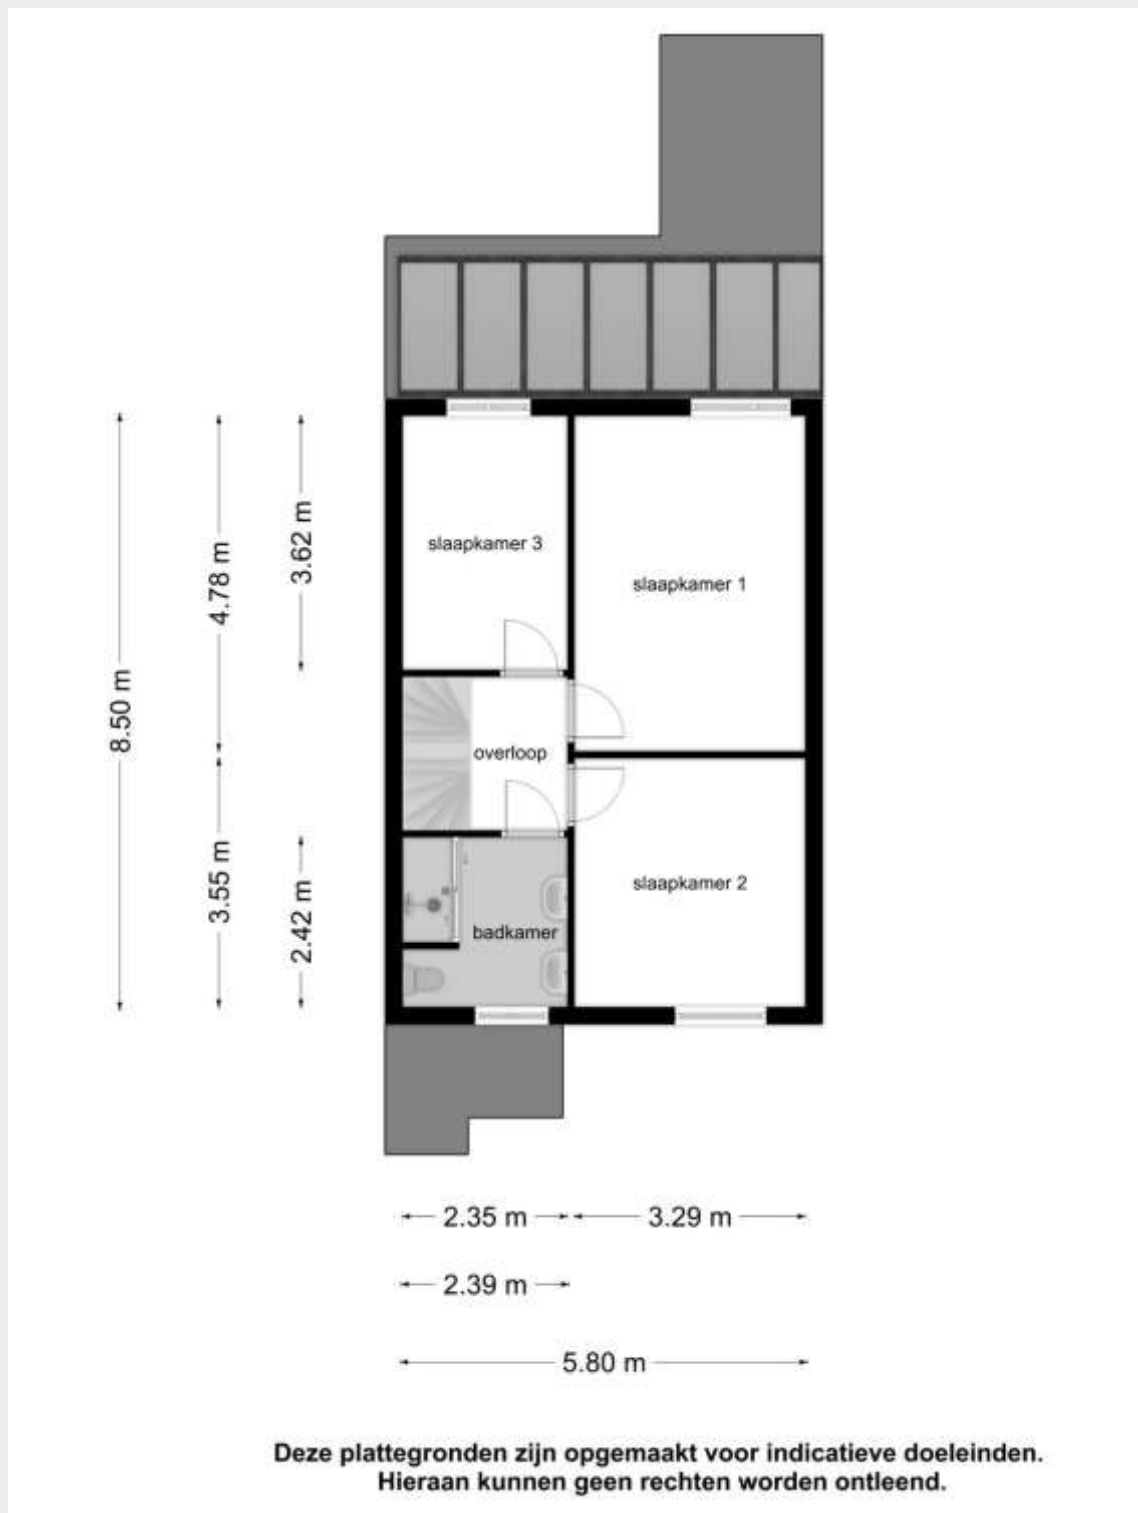 slaapkamer 3
slaapkamer 1
overloop
slaapkamer 2
badkamer
8.50 m
4.78 m
3.55 m
3.62 m
2.42 m
2.35 m
3.29 m
2.39 m
5.80 m
Deze plattegronden zijn opgemaakt voor indicatieve doeleinden.
Hieraan kunnen geen rechten worden ontleend.